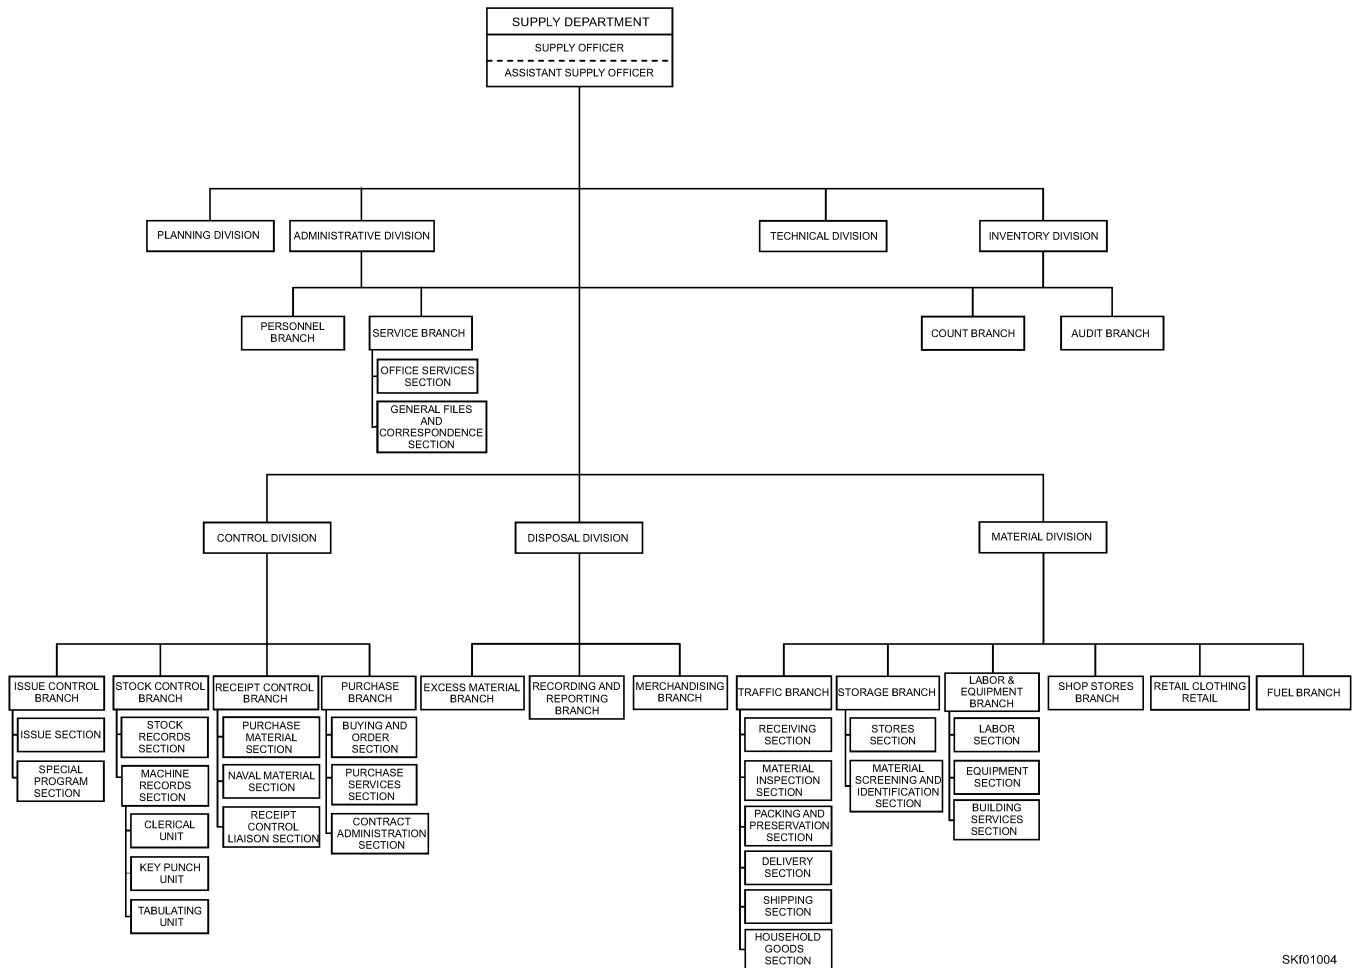 SUPPLY DEPARTMENT
SUPPLY OFFICER
ASSISTANT SUPPLY OFFICER
PLANNING DIVISION
ADMINISTRATIVE DIVISION
TECHNICAL DIVISION
INVENTORY DIVISION
PERSONNEL
BRANCH
SERVICE BRANCH
COUNT BRANCH
AUDIT BRANCH
OFFICE SERVICES
SECTION
GENERAL FILES
AND
CORRESPONDENCE
SECTION
CONTROL DIVISION
DISPOSAL DIVISION
MATERIAL DIVISION
ISSUE CONTROL
BRANCH
ISSUE SECTION
SPECIAL
PROGRAM
SECTION
STOCK CONTROL
BRANCH
STOCK
RECORDS
SECTION
MACHINE
RECORDS
SECTION
CLERICAL
UNIT
KEY PUNCH
UNIT
TABULATING
UNIT
RECEIPT CONTROL
BRANCH
PURCHASE
MATERIAL
SECTION
NAVAL MATERIAL
SECTION
RECEIPT
CONTROL
LIAISON SECTION
PURCHASE
BRANCH
BUYING AND
ORDER
SECTION
PURCHASE
SERVICES
SECTION
CONTRACT
ADMINISTRATION
SECTION
EXCESS MATERIAL
BRANCH
RECORDING AND
REPORTING
BRANCH
MERCHANDISING
BRANCH
TRAFFIC BRANCH
RECEIVING
SECTION
MATERIAL
INSPECTION
SECTION
PACKING AND
PRESERVATION
SECTION
DELIVERY
SECTION
SHIPPING
SECTION
HOUSEHOLD
GOODS
SECTION
STORAGE BRANCH
STORES
SECTION
MATERIAL
SCREENING AND
IDENTIFICATION
SECTION
LABOR &
EQUIPMENT
BRANCH
LABOR
SECTION
EQUIPMENT
SECTION
BUILDING
SERVICES
SECTION
SHOP STORES
BRANCH
RETAIL CLOTHING
RETAIL
FUEL BRANCH
SKf01004